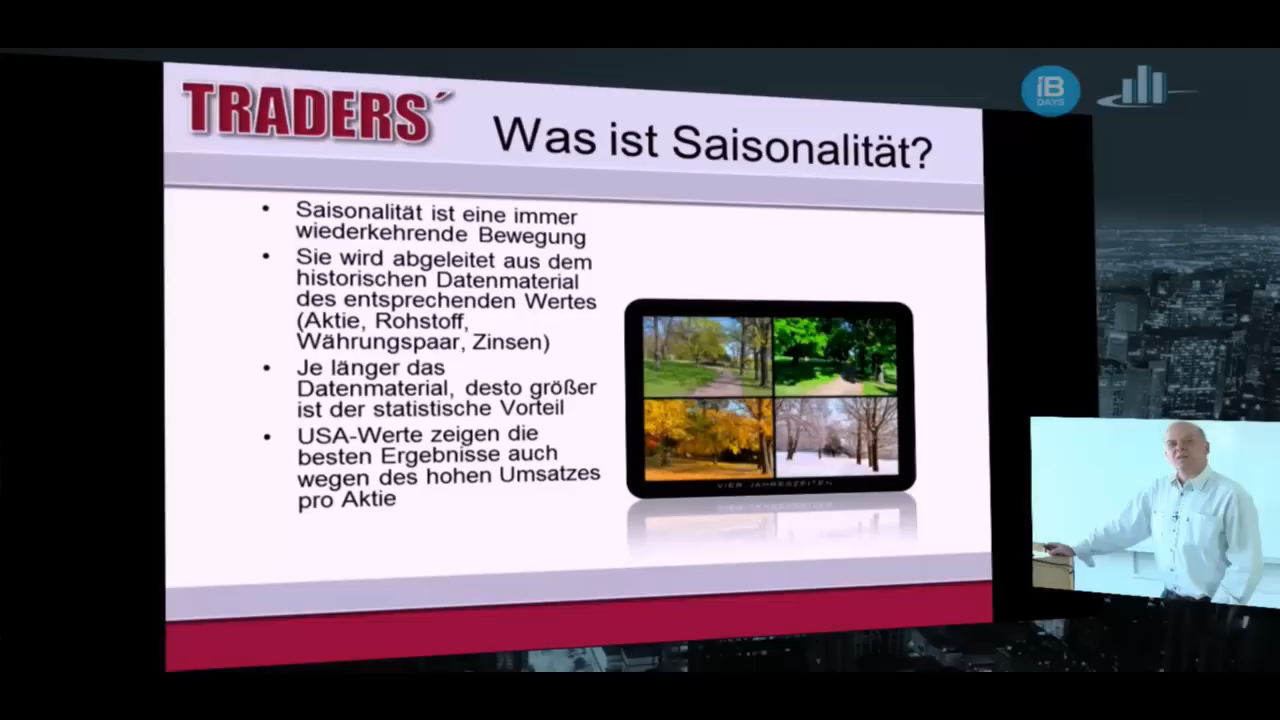 TRADERS´
Was ist Saisonalität?
iB
DAYS
• Saisonalität ist eine immer
wiederkehrende Bewegung
• Sie wird abgeleitet aus dem
historischen Datenmaterial
des entsprechenden Wertes
(Aktie, Rohstoff,
Währungspaar, Zinsen)
• Je länger das
Datenmaterial, desto größer
ist der statistische Vorteil
• USA-Werte zeigen die
besten Ergebnisse auch
wegen des hohen Umsatzes
pro Aktie
VIER JAHRESZEITEN